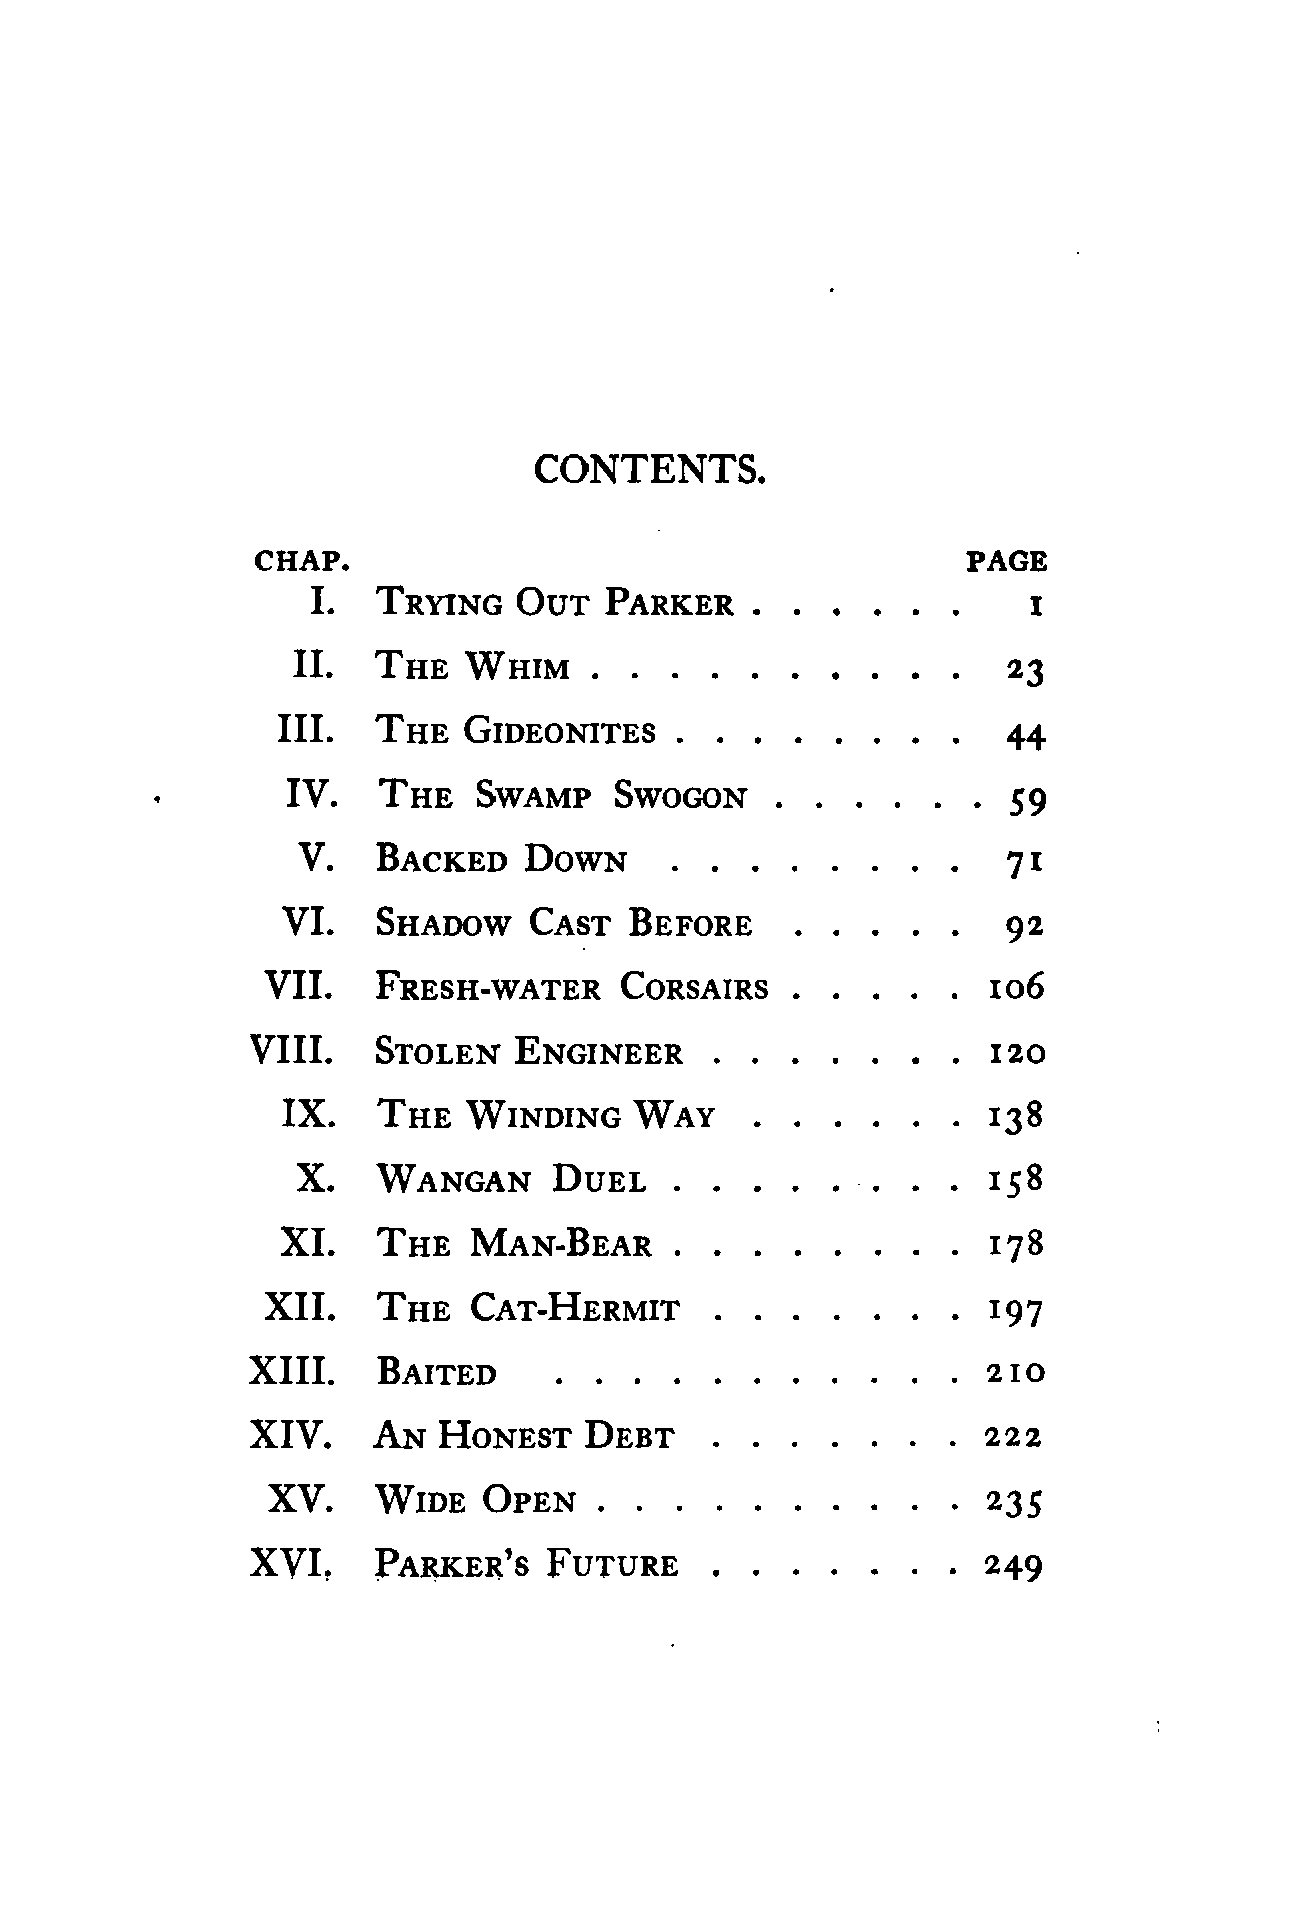 CONTENTS.
CHAP. PAGE
I. Trying Out Parker . . . . . . 1
II. The Whim . . . . . . . . . . 23
III. The Gideonites . . . . . . . . 44
IV. The Swamp Swogon . . . . . . 59
V. Backed Down . . . . . . . . 71
VI. Shadow Cast Before . . . . . 92
VII. Fresh-water Corsairs . . . . . 106
VIII. Stolen Engineer . . . . . . . 120
IX. The Winding Way . . . . . . 138
X. Wangan Duel . . . . . . . . 158
XI. The Man-Bear . . . . . . . . 178
XII. The Cat-Hermit . . . . . . . 197
XIII. Baited . . . . . . . . . . . 210
XIV. An Honest Debt . . . . . . . 222
XV. Wide Open . . . . . . . . . . 235
XVI. Parker's Future . . . . . . . 249